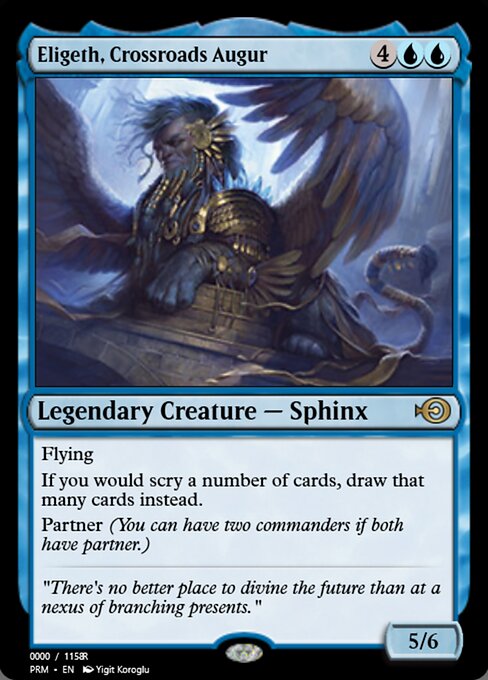 Eligeth, Crossroads Augur 4
Legendary Creature — Sphinx
Flying
If you would scry a number of cards, draw that
many cards instead.
Partner (You can have two commanders if both
have partner.)
"There's no better place to divine the future than at a
nexus of branching presents."
5/6
0000 / 1158R
PRM • EN Yigit Koroglu